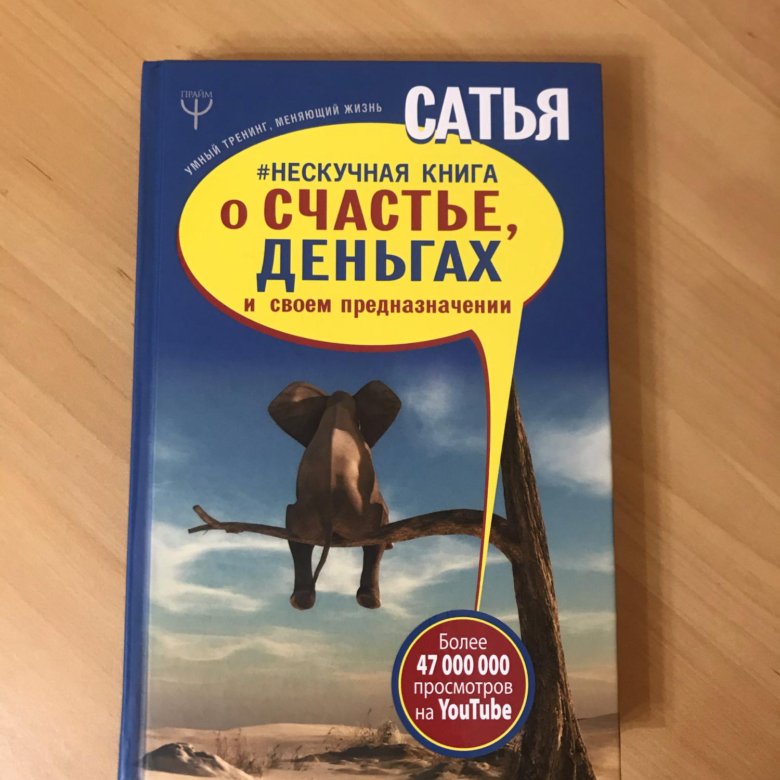 ПРАЙМ
УМНЫЙ ТРЕНИНГ, МЕНЯЮЩИЙ ЖИЗНЬ
САТЬЯ
#НЕСКУЧНАЯ КНИГА
о СЧАСТЬЕ,
ДЕНЬГАХ
и своем предназначении
Более
47 000 000
просмотров
на YouTube